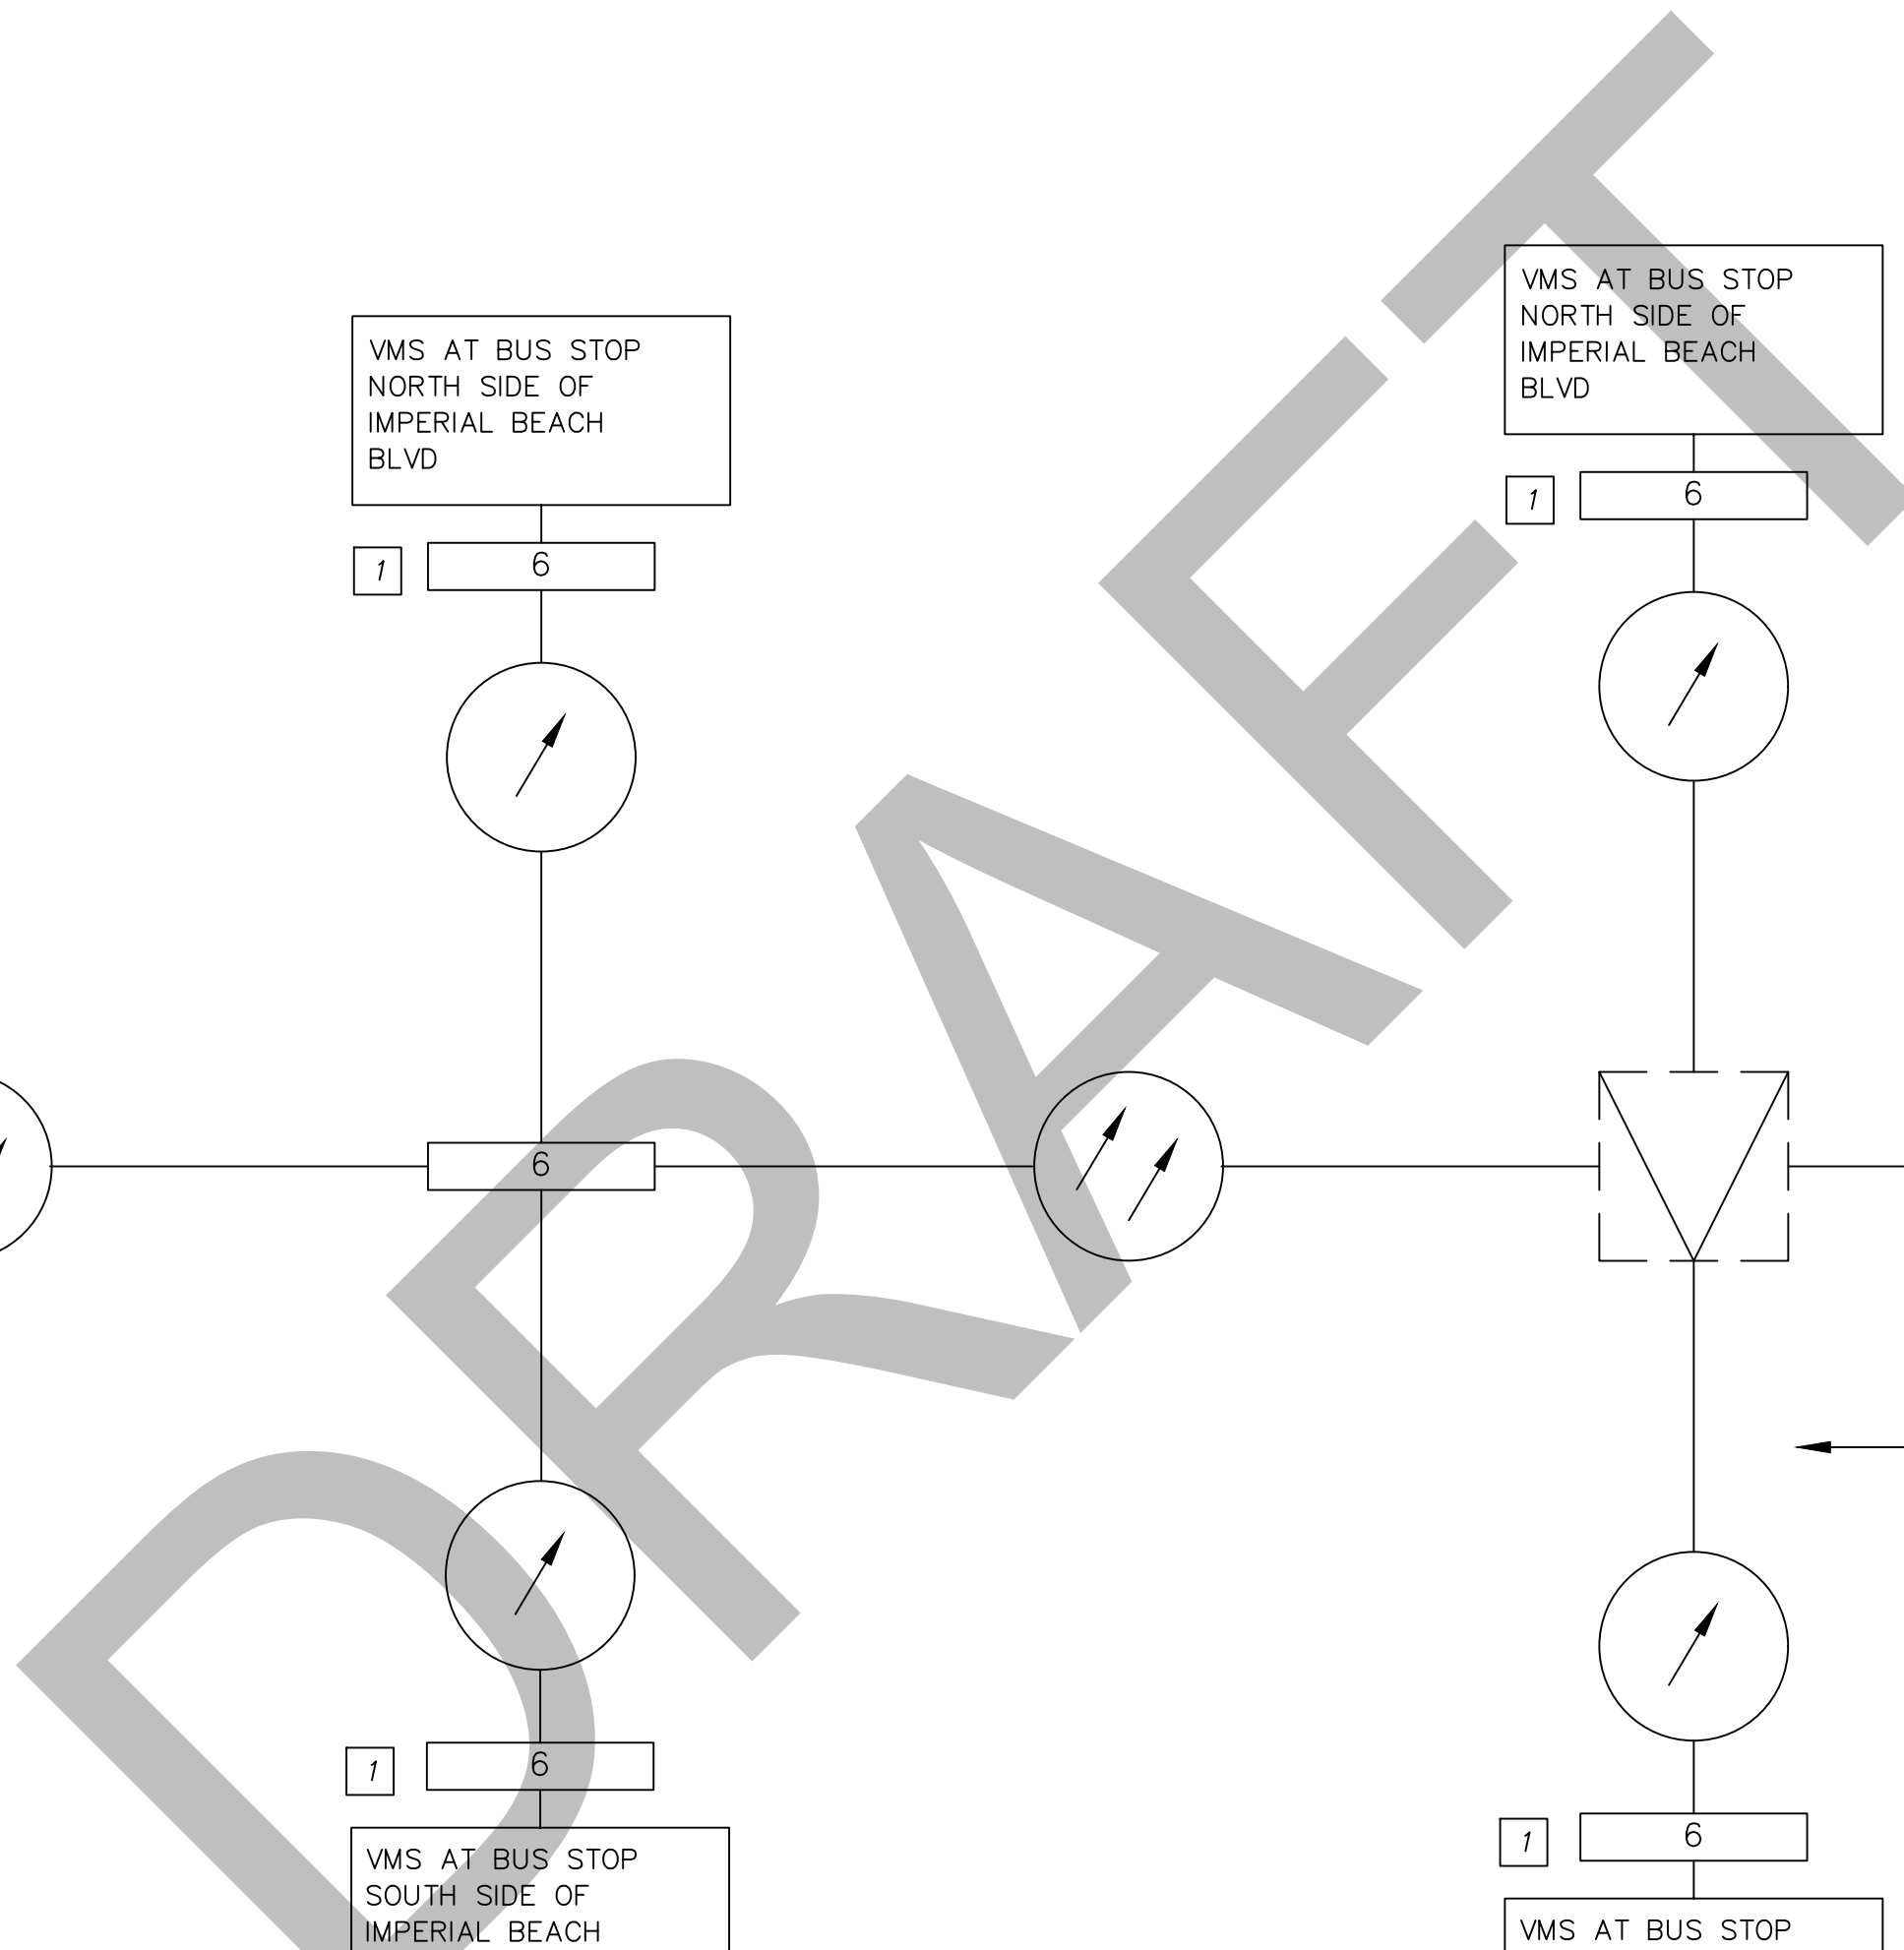 VMS AT BUS STOP
NORTH SIDE OF
IMPERIAL BEACH
BLVD
1
6
VMS AT BUS STOP
NORTH SIDE OF
IMPERIAL BEACH
BLVD
1
6
6
1
6
VMS AT BUS STOP
SOUTH SIDE OF
IMPERIAL BEACH
1
6
VMS AT BUS STOP
DRAFT